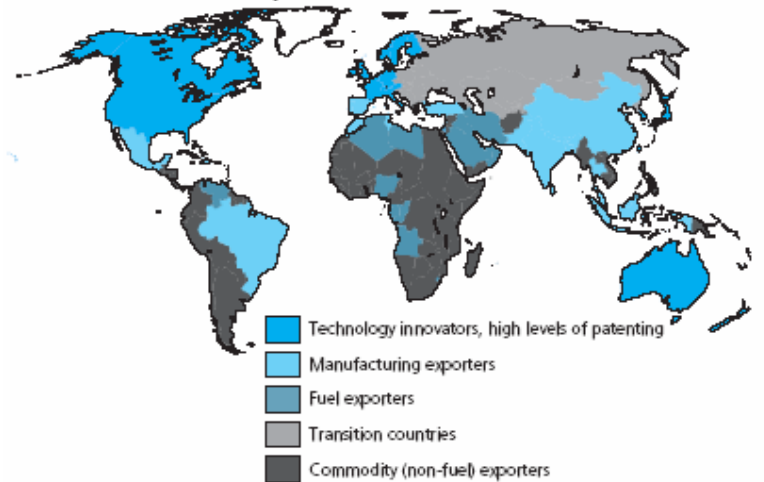 Technology innovators, high levels of patenting
Manufacturing exporters
Fuel exporters
Transition countries
Commodity (non-fuel) exporters